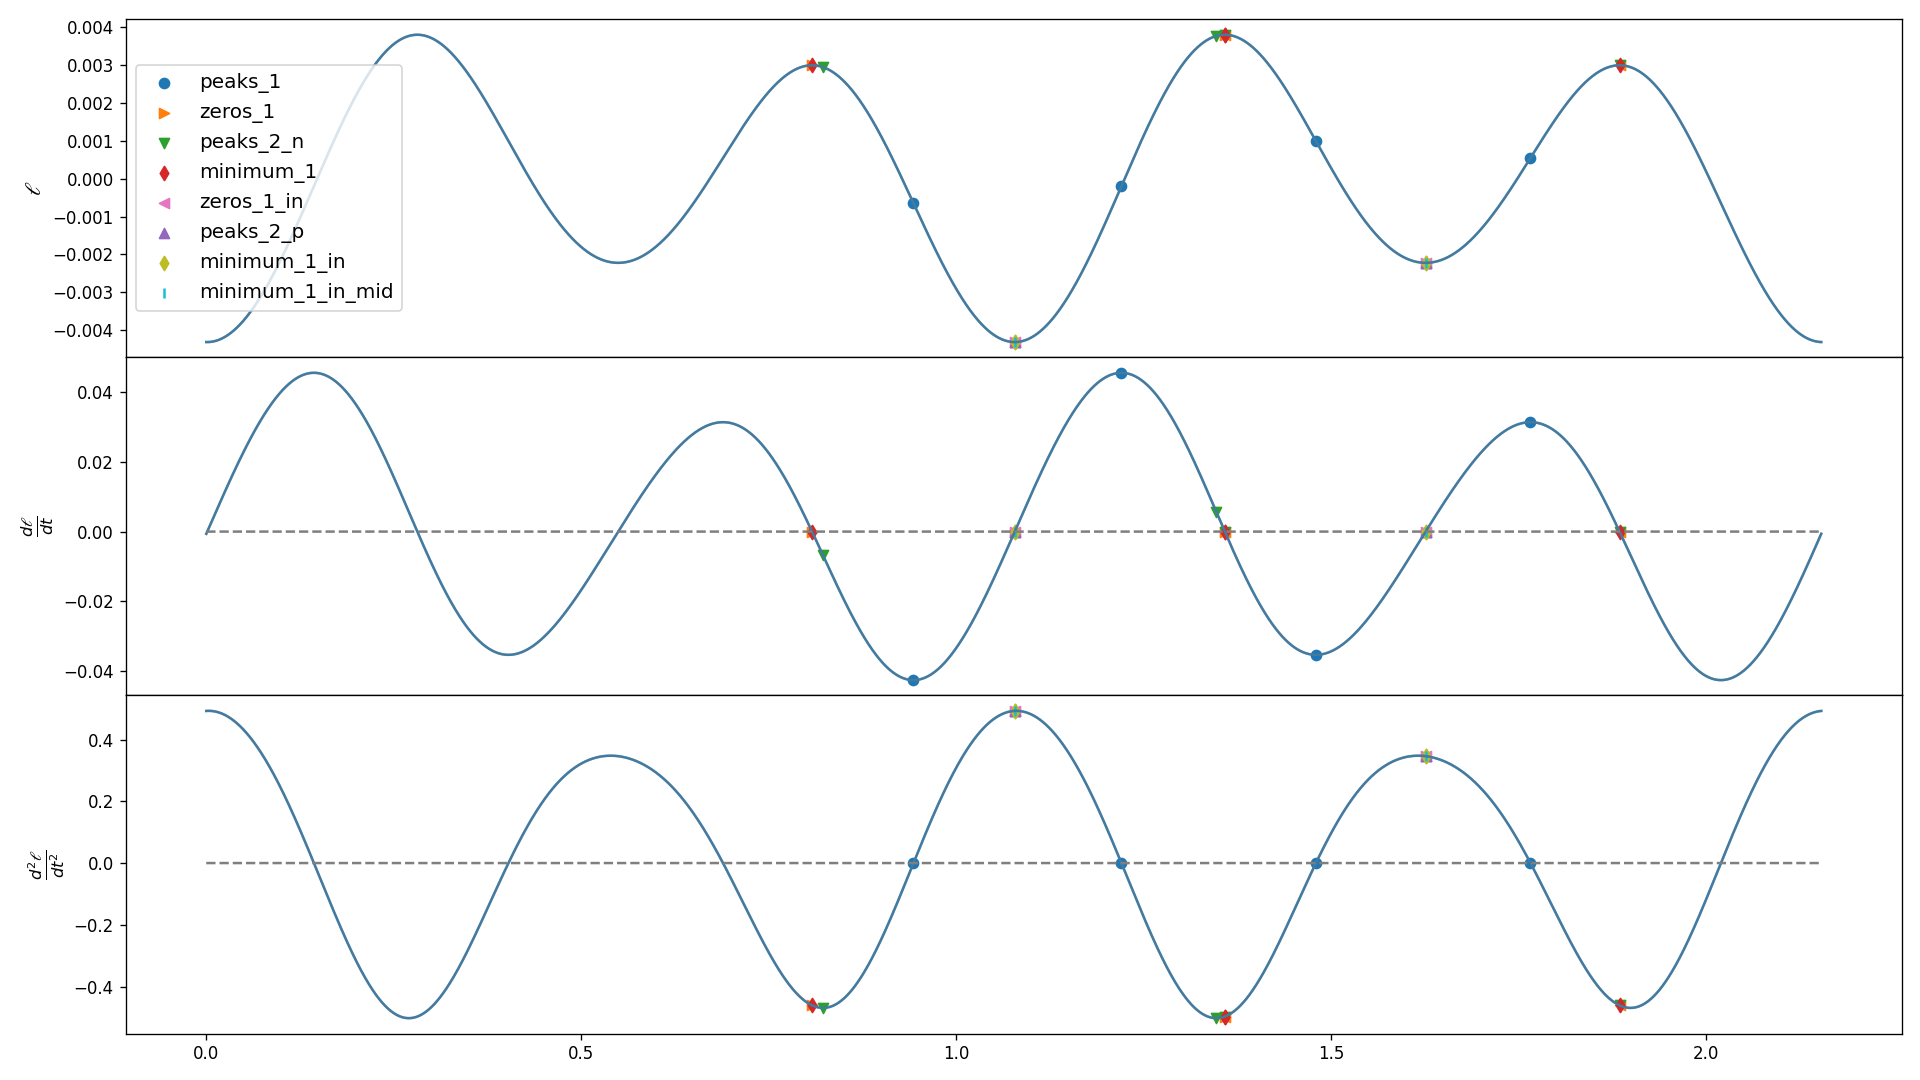 0.004
0.003
0.002
0.001
0.000
−0.001
−0.002
−0.003
−0.004
ℓ
peaks_1
zeros_1
peaks_2_n
minimum_1
zeros_1_in
peaks_2_p
minimum_1_in
minimum_1_in_mid
0.04
0.02
0.00
−0.02
−0.04
dℓ
dt
0.4
0.2
0.0
−0.2
−0.4
d²ℓ
dt²
0.0 0.5 1.0 1.5 2.0